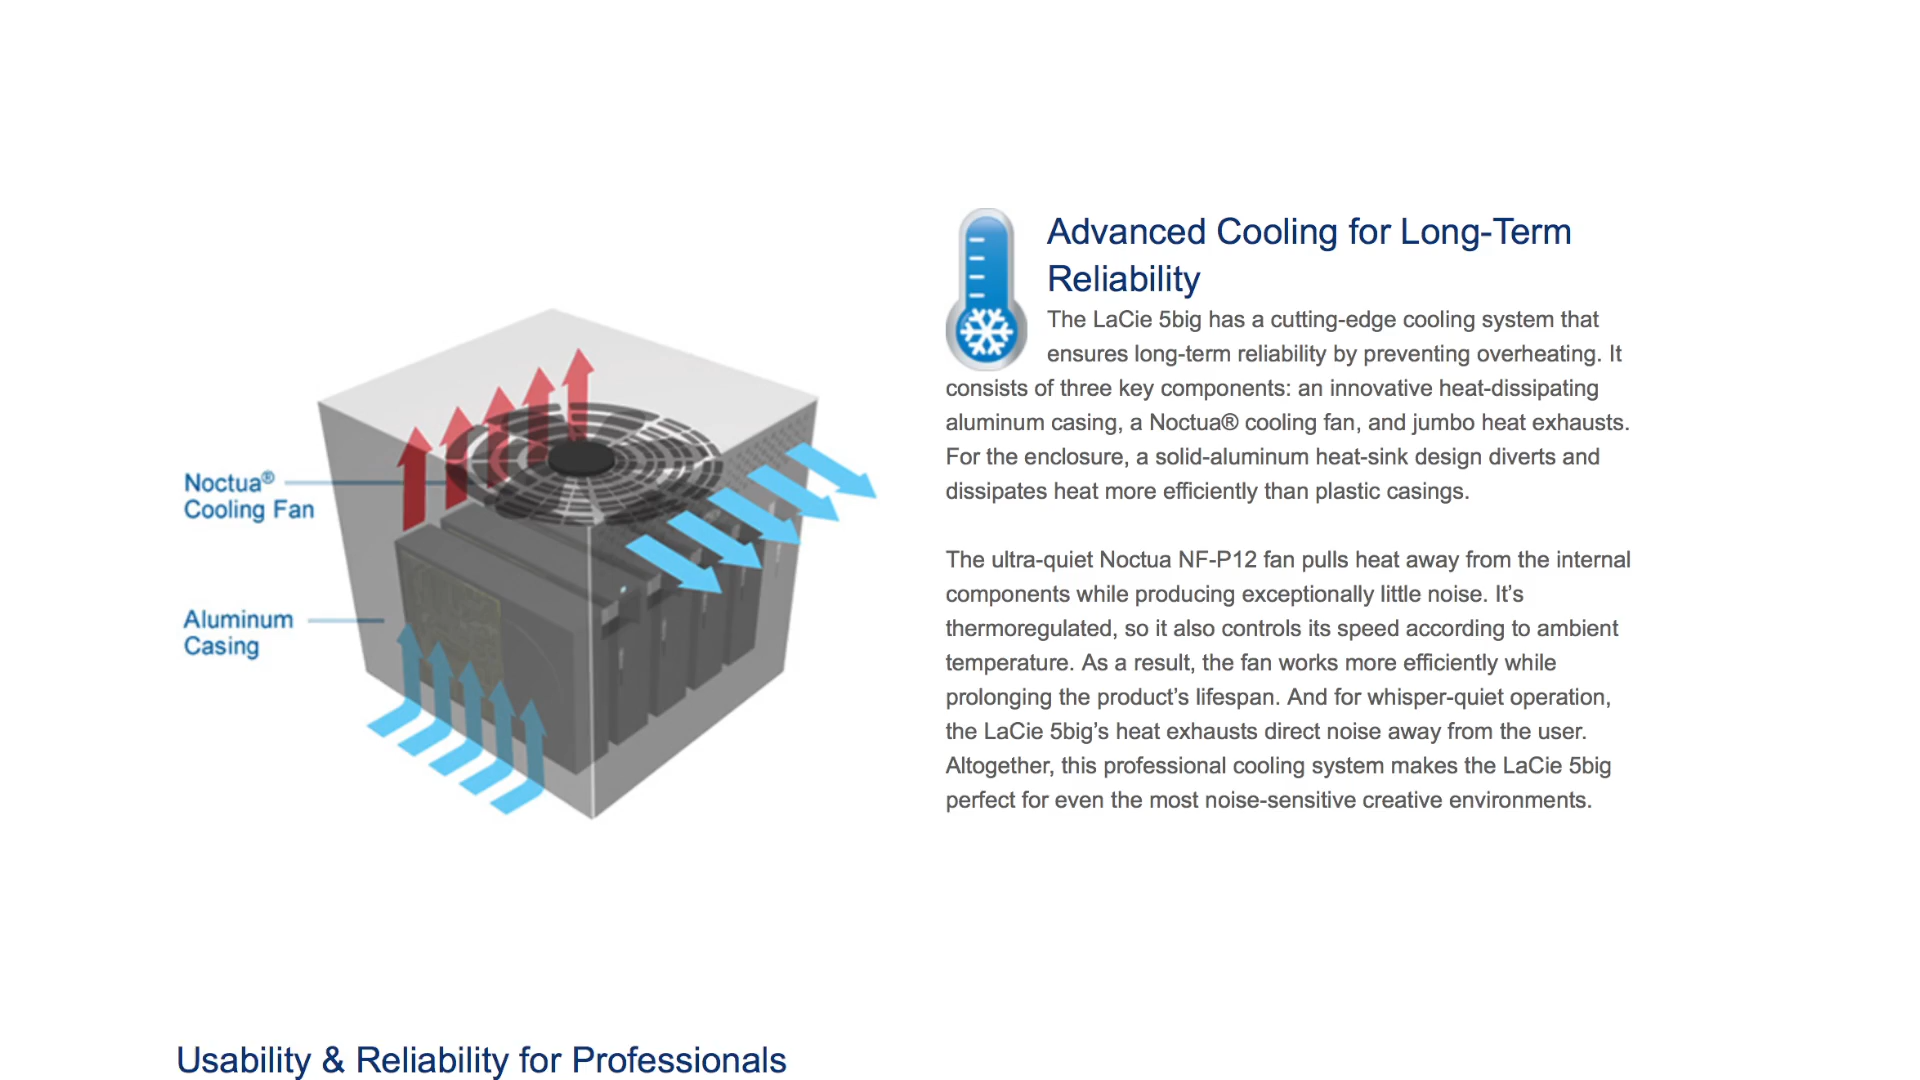 Noctua®
Cooling Fan
Aluminum
Casing
Advanced Cooling for Long-Term
Reliability
The LaCie 5big has a cutting-edge cooling system that
ensures long-term reliability by preventing overheating. It
consists of three key components: an innovative heat-dissipating
aluminum casing, a Noctua® cooling fan, and jumbo heat exhausts.
For the enclosure, a solid-aluminum heat-sink design diverts and
dissipates heat more efficiently than plastic casings.
The ultra-quiet Noctua NF-P12 fan pulls heat away from the internal
components while producing exceptionally little noise. It’s
thermoregulated, so it also controls its speed according to ambient
temperature. As a result, the fan works more efficiently while
prolonging the product’s lifespan. And for whisper-quiet operation,
the LaCie 5big’s heat exhausts direct noise away from the user.
Altogether, this professional cooling system makes the LaCie 5big
perfect for even the most noise-sensitive creative environments.
Usability & Reliability for Professionals